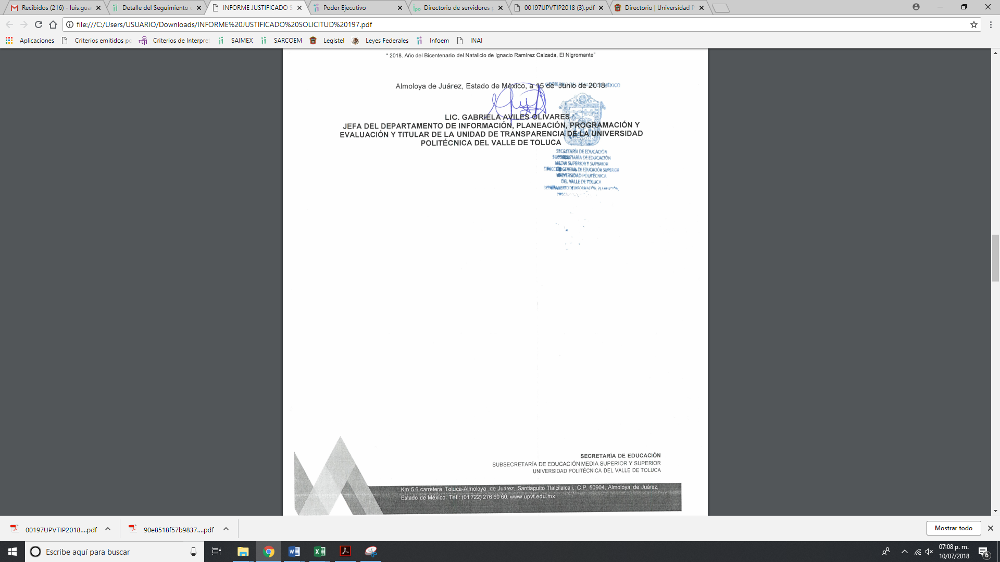 Recibidos (216) - luis.gua
Detalle del Seguimiento
INFORME JUSTIFICADO S
Poder Ejecutivo
Directorio de servidores
00197UPVTIP2018 (3).pdf
Directorio | Universidad P
file:///C:/Users/USUARIO/Downloads/INFORME%20JUSTIFICADO%20SOLICITUD%20197.pdf
Aplicaciones
Criterios emitidos po
Criterios de Interpret
SAIMEX
SARCOEM
Legistel
Leyes Federales
Infoem
INAI
“ 2018. Año del Bicentenario del Natalicio de Ignacio Ramírez Calzada, El Nigromante”
Almoloya de Juárez, Estado de México, a 15 de Junio de 2018.
GOBIERNO DEL ESTADO DE MÉXICO
LIC. GABRIELA AVILES OLIVARES
JEFA DEL DEPARTAMENTO DE INFORMACIÓN, PLANEACIÓN, PROGRAMACIÓN Y
EVALUACIÓN Y TITULAR DE LA UNIDAD DE TRANSPARENCIA DE LA UNIVERSIDAD
POLITÉCNICA DEL VALLE DE TOLUCA
SECRETARÍA DE EDUCACIÓN
SUBSECRETARÍA DE EDUCACIÓN
MEDIA SUPERIOR Y SUPERIOR
DIRECCIÓN GENERAL DE EDUCACIÓN SUPERIOR
UNIVERSIDAD POLITÉCNICA
DEL VALLE DE TOLUCA
DEPARTAMENTO DE INFORMACIÓN, PLANEACIÓN,
SECRETARÍA DE EDUCACIÓN
SUBSECRETARÍA DE EDUCACIÓN MEDIA SUPERIOR Y SUPERIOR
UNIVERSIDAD POLITÉCNICA DEL VALLE DE TOLUCA
Km 5.6 carretera Toluca-Almoloya de Juárez, Santiaguito Tlalcilalcali, C.P. 50904, Almoloya de Juárez,
Estado de México. Tel.: (01 722) 276 60 60. www.upvt.edu.mx
00197UPVTIP2018....pdf
90e8518f57b9837....pdf
Mostrar todo
Escribe aquí para buscar
07:08 p. m.
10/07/2018
6